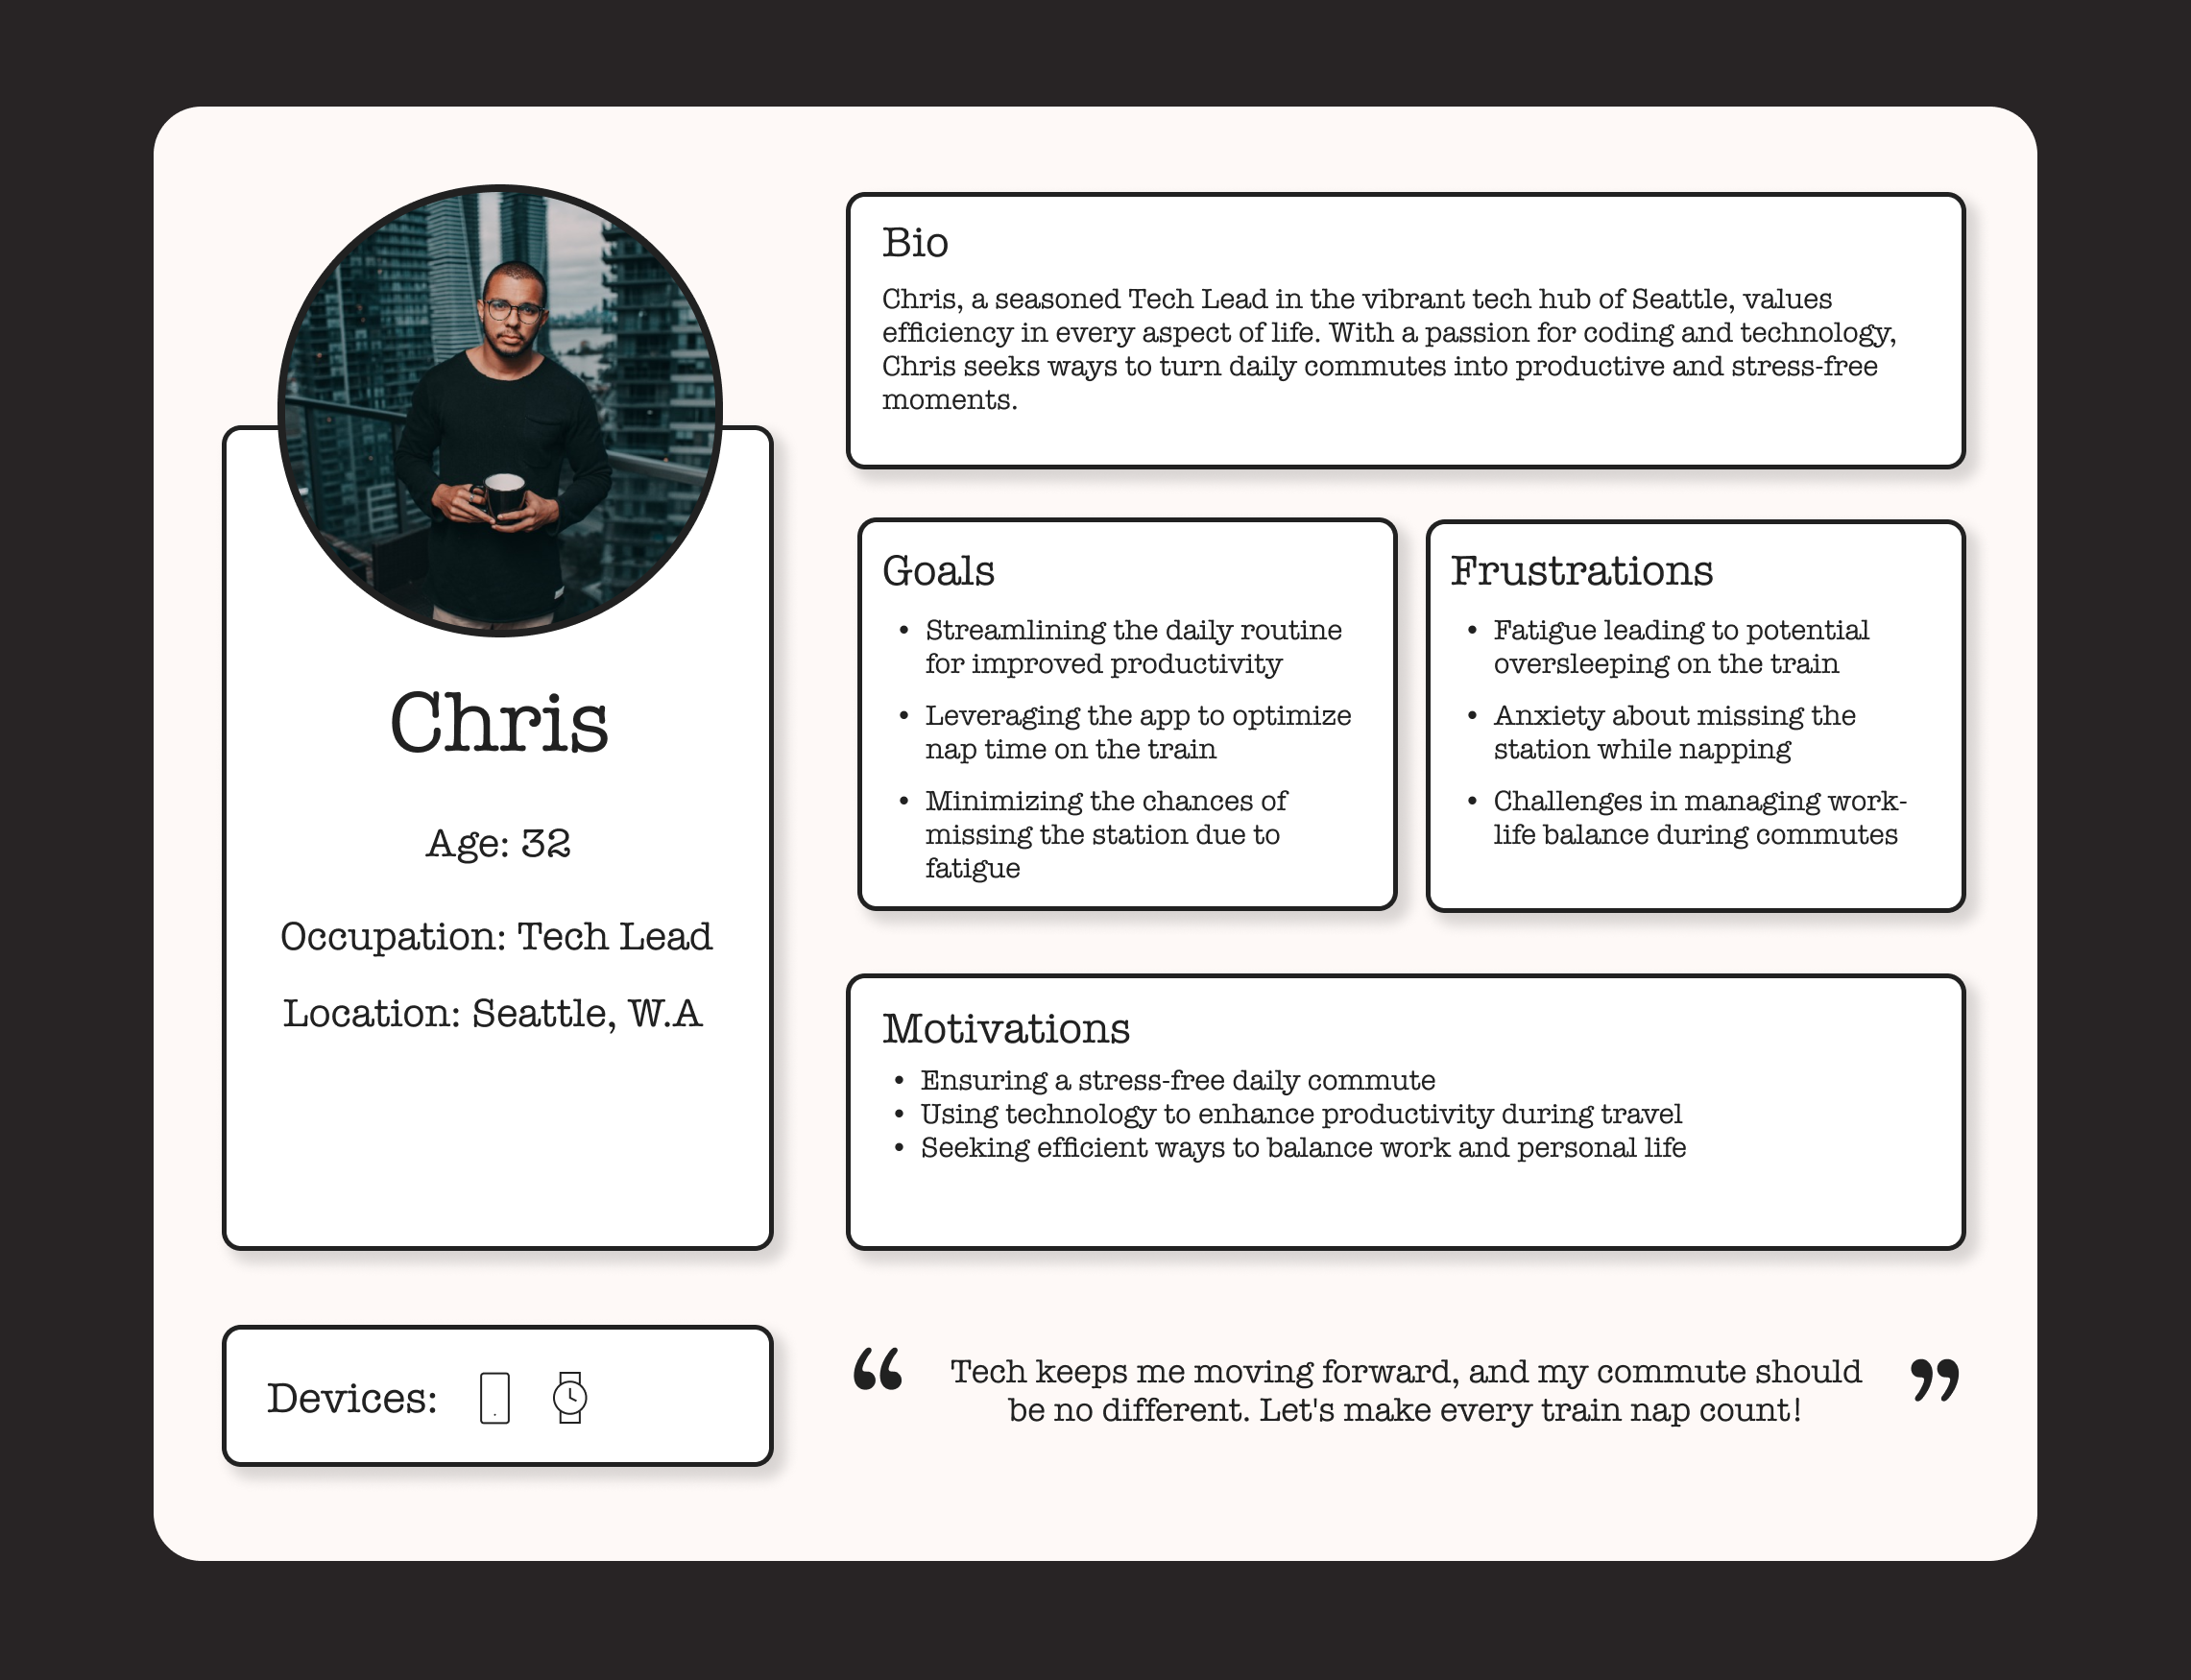 Chris
Age: 32
Occupation: Tech Lead
Location: Seattle, W.A
Devices:
Bio
Chris, a seasoned Tech Lead in the vibrant tech hub of Seattle, values
efficiency in every aspect of life. With a passion for coding and technology,
Chris seeks ways to turn daily commutes into productive and stress-free
moments.
Goals
• Streamlining the daily routine
for improved productivity
• Leveraging the app to optimize
nap time on the train
• Minimizing the chances of
missing the station due to
fatigue
Frustrations
• Fatigue leading to potential
oversleeping on the train
• Anxiety about missing the
station while napping
• Challenges in managing work-
life balance during commutes
Motivations
• Ensuring a stress-free daily commute
• Using technology to enhance productivity during travel
• Seeking efficient ways to balance work and personal life
“ Tech keeps me moving forward, and my commute should
be no different. Let's make every train nap count! ”